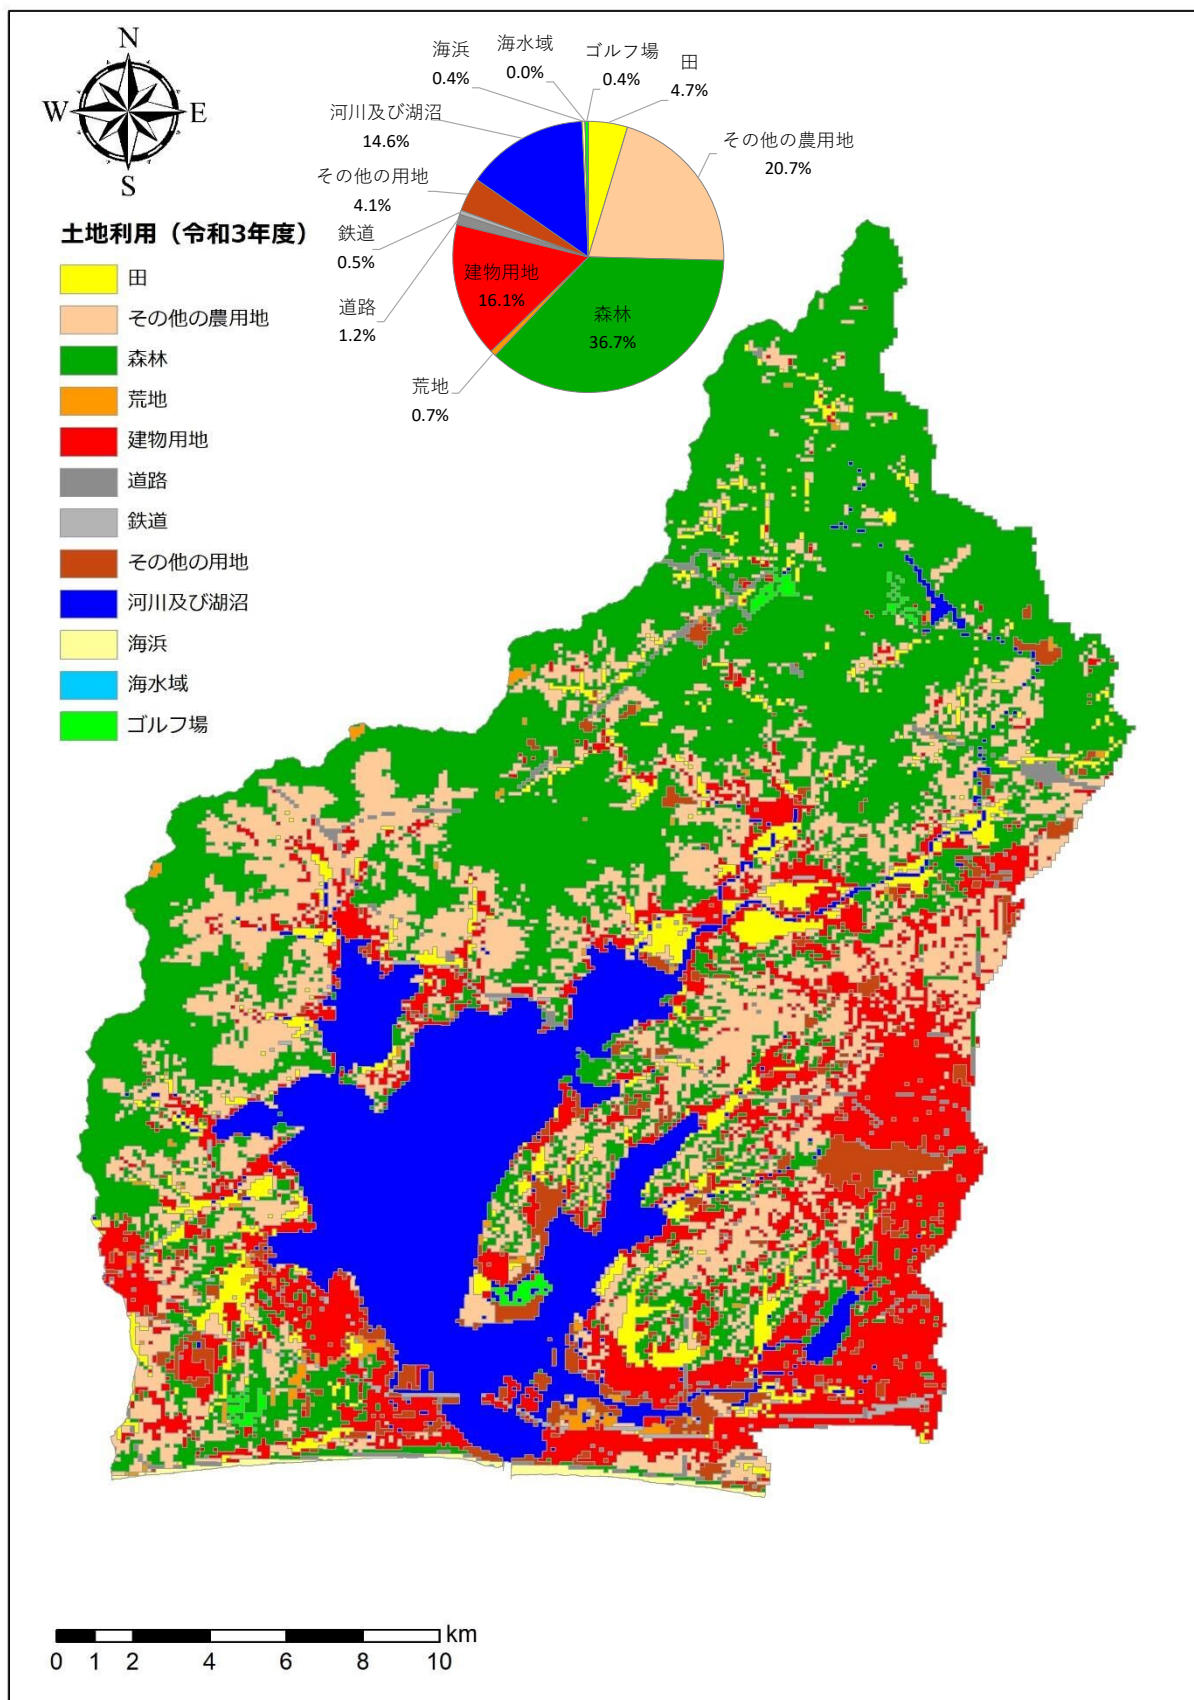 N
W
E
S
海浜
0.4%
海水域
0.0%
ゴルフ場
0.4%
田
4.7%
河川及び湖沼
14.6%
その他の農用地
20.7%
その他の用地
4.1%
鉄道
0.5%
道路
1.2%
建物用地
16.1%
森林
36.7%
荒地
0.7%
土地利用（令和3年度）
田
その他の農用地
森林
荒地
建物用地
道路
鉄道
その他の用地
河川及び湖沼
海浜
海水域
ゴルフ場
km
0 1 2 4 6 8 10